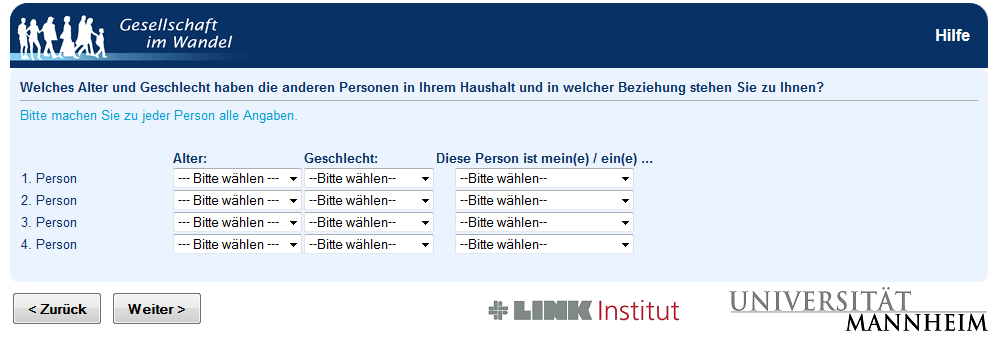 Gesellschaft
im Wandel
Hilfe
Welches Alter und Geschlecht haben die anderen Personen in Ihrem Haushalt und in welcher Beziehung stehen Sie zu Ihnen?
Bitte machen Sie zu jeder Person alle Angaben.
Alter: Geschlecht: Diese Person ist mein(e) / ein(e) ...
1. Person --- Bitte wählen --- --Bitte wählen-- --Bitte wählen--
2. Person --- Bitte wählen --- --Bitte wählen-- --Bitte wählen--
3. Person --- Bitte wählen --- --Bitte wählen-- --Bitte wählen--
4. Person --- Bitte wählen --- --Bitte wählen-- --Bitte wählen--
< Zurück Weiter > LINK Institut UNIVERSITÄT
MANNHEIM